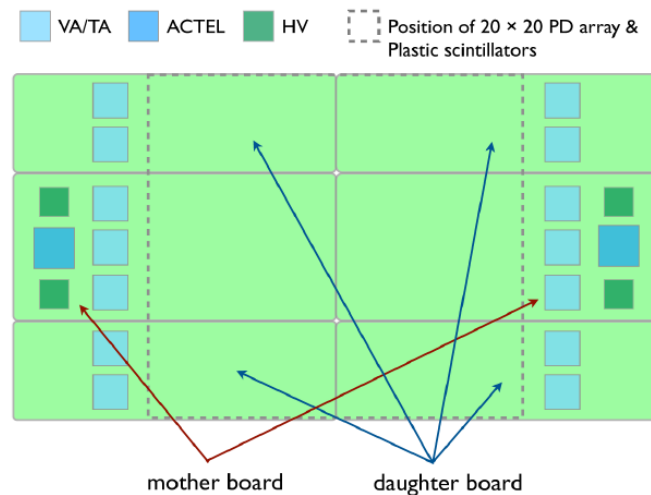 VA/TA
ACTEL
HV
Position of 20 × 20 PD array &
Plastic scintillators
mother board
daughter board